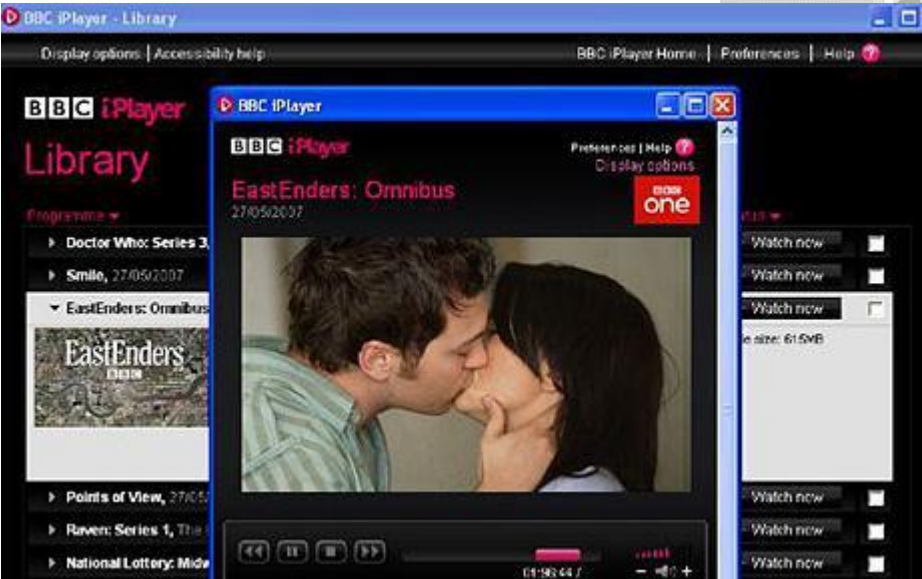 BBC iPlayer - Library
Display options | Accessibility help
BBC iPlayer Home | Preferences | Help ?
BBC iPlayer
Library
Programme
BBC iPlayer
BBC iPlayer
Preferences | Help ?
Display options
EastEnders: Omnibus
27/05/2007
BBC
one
Doctor Who: Series 3,
Watch now
Smile, 27/05/2007
Watch now
EastEnders: Omnibus
Watch now
EastEnders
BBC
size: 615MB
Points of View, 27/05/
Watch now
Raven: Series 1, The
Watch now
National Lottery: Midw
Watch now